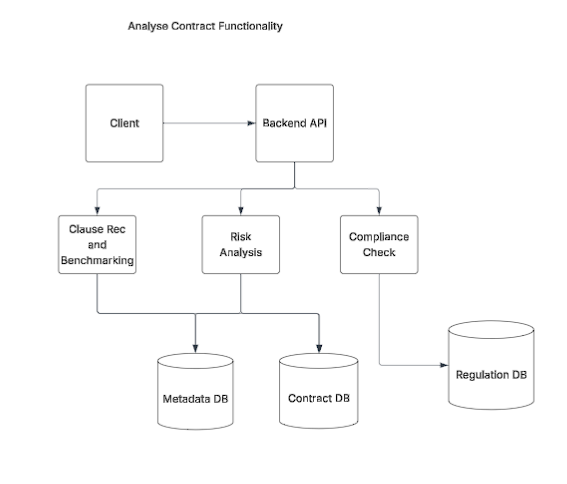 Analyse Contract Functionality
Client
Backend API
Clause Rec
and
Benchmarking
Risk
Analysis
Compliance
Check
Metadata DB
Contract DB
Regulation DB